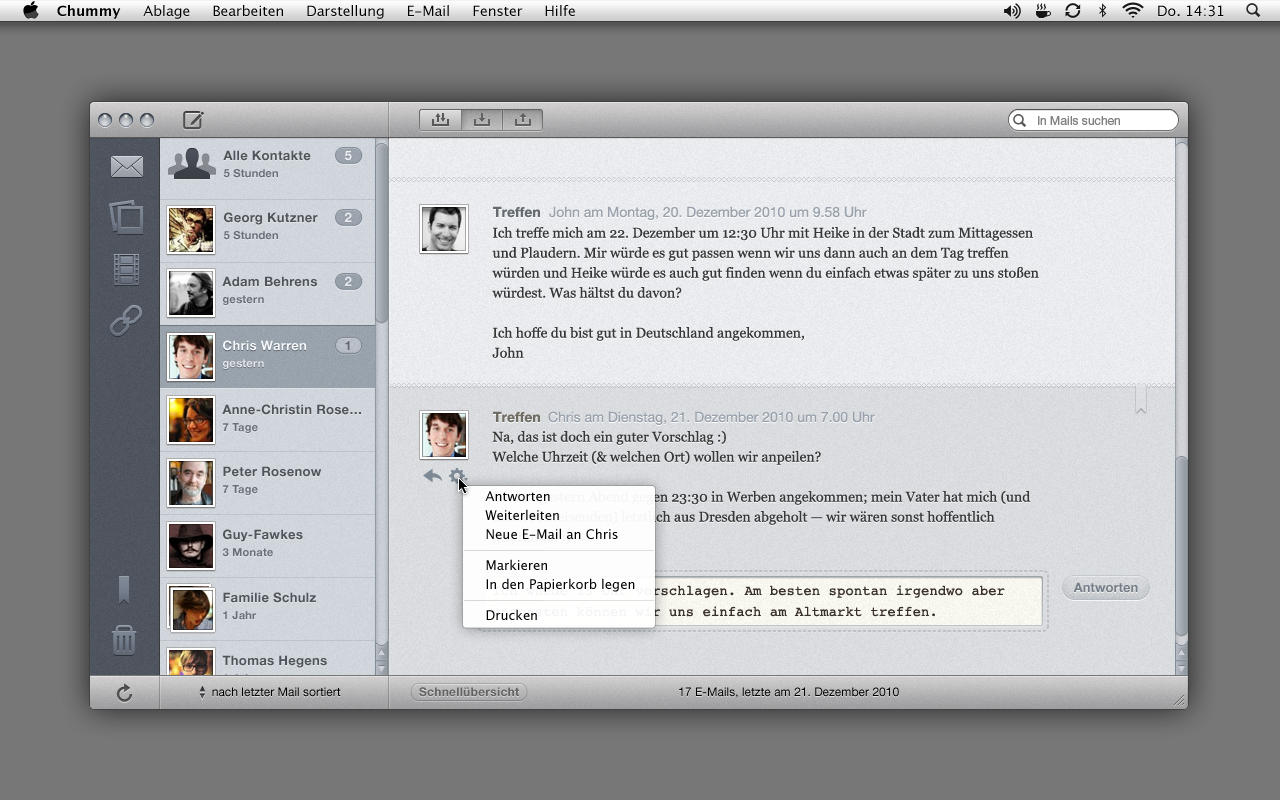 Chummy Ablage Bearbeiten Darstellung E-Mail Fenster Hilfe Do. 14:31
In Mails suchen
Alle Kontakte 5
5 Stunden
Georg Kutzner 2
5 Stunden
Adam Behrens 2
gestern
Chris Warren 1
gestern
Anne-Christin Rose...
7 Tage
Peter Rosenow
7 Tage
Guy-Fawkes
3 Monate
Familie Schulz
1 Jahr
Thomas Hegens
nach letzter Mail sortiert
Treffen John am Montag, 20. Dezember 2010 um 9.58 Uhr
Ich treffe mich am 22. Dezember um 12:30 Uhr mit Heike in der Stadt zum Mittagessen
und Plaudern. Mir würde es gut passen wenn wir uns dann auch an dem Tag treffen
würden und Heike würde es auch gut finden wenn du einfach etwas später zu uns stoßen
würdest. Was hältst du davon?
Ich hoffe du bist gut in Deutschland angekommen,
John
Treffen Chris am Dienstag, 21. Dezember 2010 um 7.00 Uhr
Na, das ist doch ein guter Vorschlag :)
Welche Uhrzeit (& welchen Ort) wollen wir anpeilen?
Abend gegen 23:30 in Werben angekommen; mein Vater hat mich (und
aus Dresden abgeholt — wir wären sonst hoffentlich
Antworten
Weiterleiten
Neue E-Mail an Chris
Markieren
In den Papierkorb legen
Drucken
vorschlagen. Am besten spontan irgendwo aber
können wir uns einfach am Altmarkt treffen.
Antworten
Schnellübersicht
17 E-Mails, letzte am 21. Dezember 2010